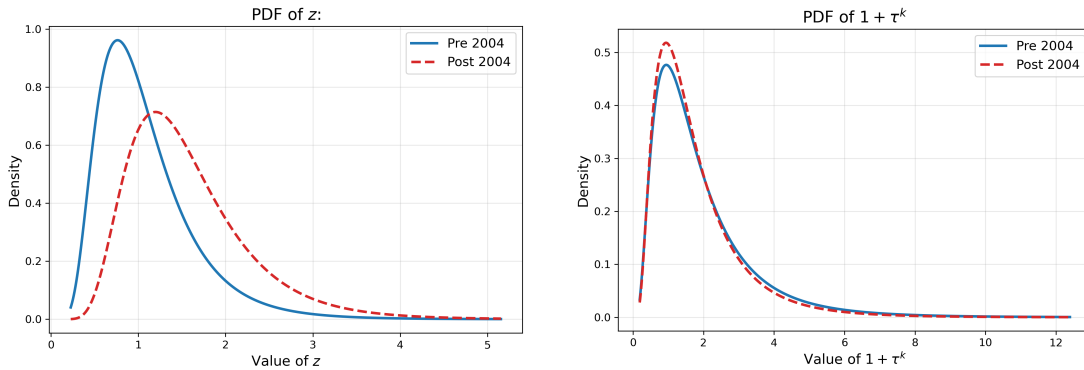 PDF of z:
1.0
0.8
0.6
0.4
0.2
0.0
Density
0
1
2
3
4
5
Value of z
Pre 2004
Post 2004
PDF of 1 + τ^k
0.5
0.4
0.3
0.2
0.1
0.0
Density
0
2
4
6
8
10
12
Value of 1 + τ^k
Pre 2004
Post 2004